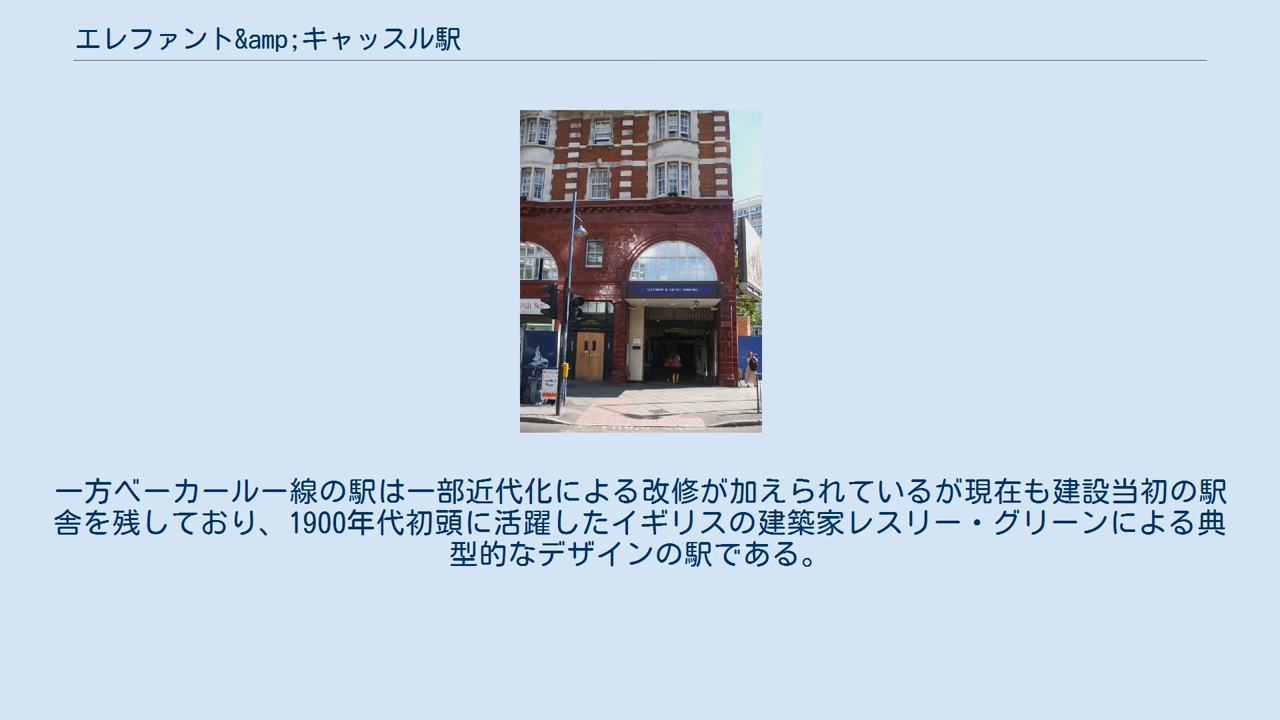 エレファント&amp;キャッスル駅
一方ベーカールー線の駅は一部近代化による改修が加えられているが現在も建設当初の駅
舎を残しており、1900年代初頭に活躍したイギリスの建築家レスリー・グリーンによる典
型的なデザインの駅である。